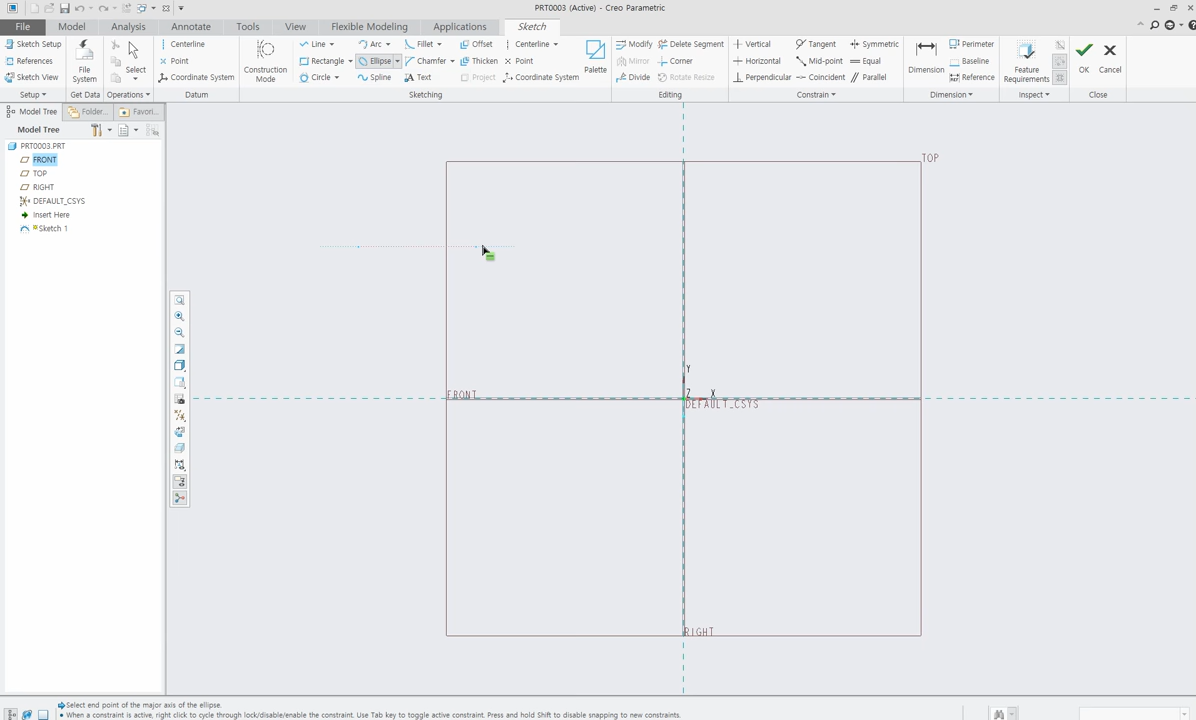 PRT0003 (Active) - Creo Parametric
File Model Analysis Annotate Tools View Flexible Modeling Applications Sketch
Sketch Setup
References
Sketch View
Setup
File System
Get Data
Select
Operations
Centerline
Point
Coordinate System
Datum
Construction Mode
Line Arc Fillet Offset Centerline
Rectangle Ellipse Chamfer Thicken Point
Circle Spline Text Project Coordinate System
Palette
Sketching
Modify Delete Segment
Mirror Corner
Divide Rotate Resize
Editing
Vertical Tangent Symmetric
Horizontal Mid-point Equal
Perpendicular Coincident Parallel
Constrain
Dimension
Perimeter
Baseline
Reference
Dimension
Feature Requirements
Inspect
OK Cancel
Close
Model Tree Folder... Favori...
Model Tree
PRT0003.PRT
FRONT
TOP
RIGHT
DEFAULT_CSYS
Insert Here
Sketch 1
TOP
Y
FRONT
Z X
DEFAULT_CSYS
RIGHT
Select end point of the major axis of the ellipse.
• When a constraint is active, right click to cycle through lock/disable/enable the constraint. Use Tab key to toggle active constraint. Press and hold Shift to disable snapping to new constraints.